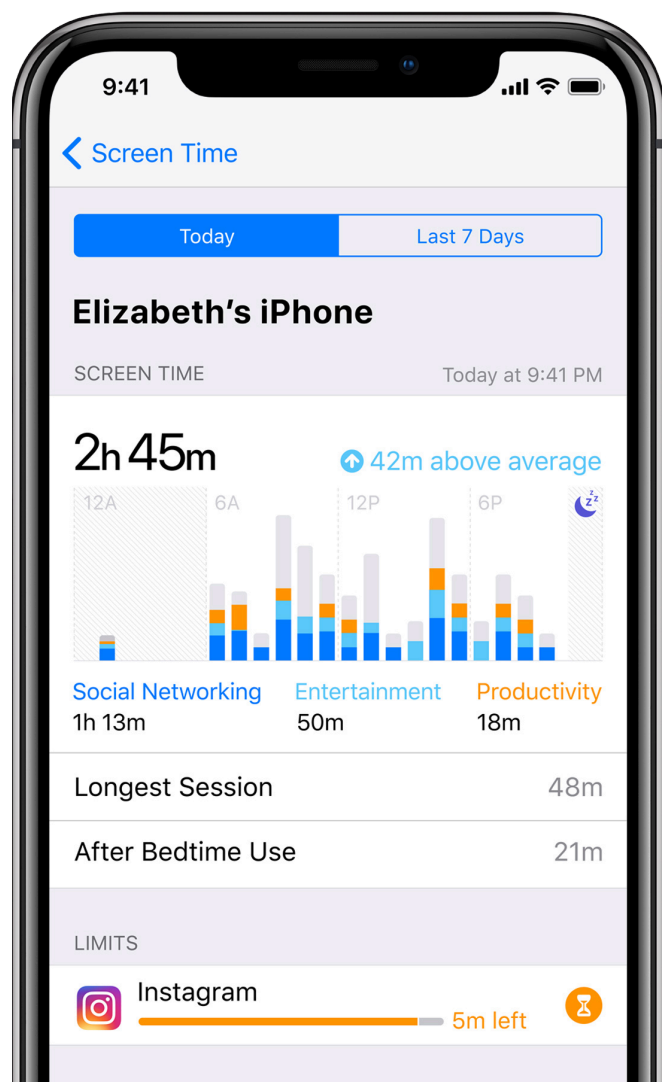 9:41
Screen Time
Today Last 7 Days
Elizabeth’s iPhone
SCREEN TIME Today at 9:41 PM
2h 45m 42m above average
12A 6A 12P 6P zzz
Social Networking Entertainment Productivity
1h 13m 50m 18m
Longest Session 48m
After Bedtime Use 21m
LIMITS
Instagram
5m left